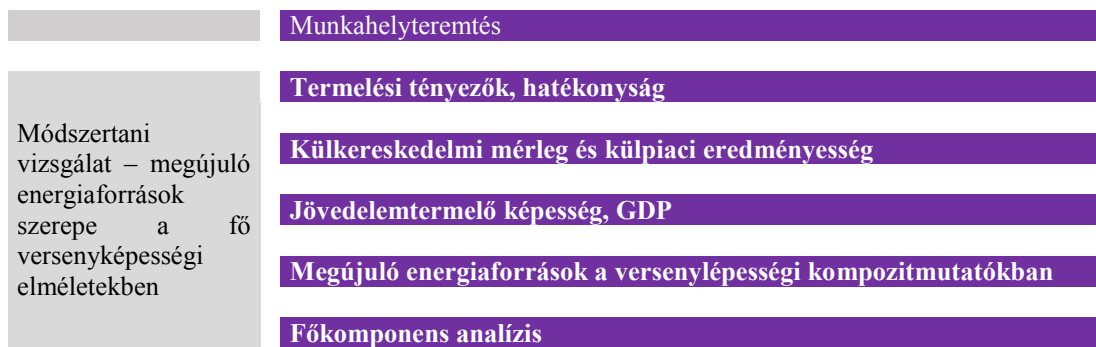 Munkahelyteremtés
Módszertani
vizsgálat – megújuló
energiaforrások
szerepe a fő
versenyképességi
elméletekben
Termelési tényezők, hatékonyság
Külkereskedelmi mérleg és külpiaci eredményesség
Jövedelemtermelő képesség, GDP
Megújuló energiaforrások a versenylépességi kompozitmutatókban
Főkomponens analízis